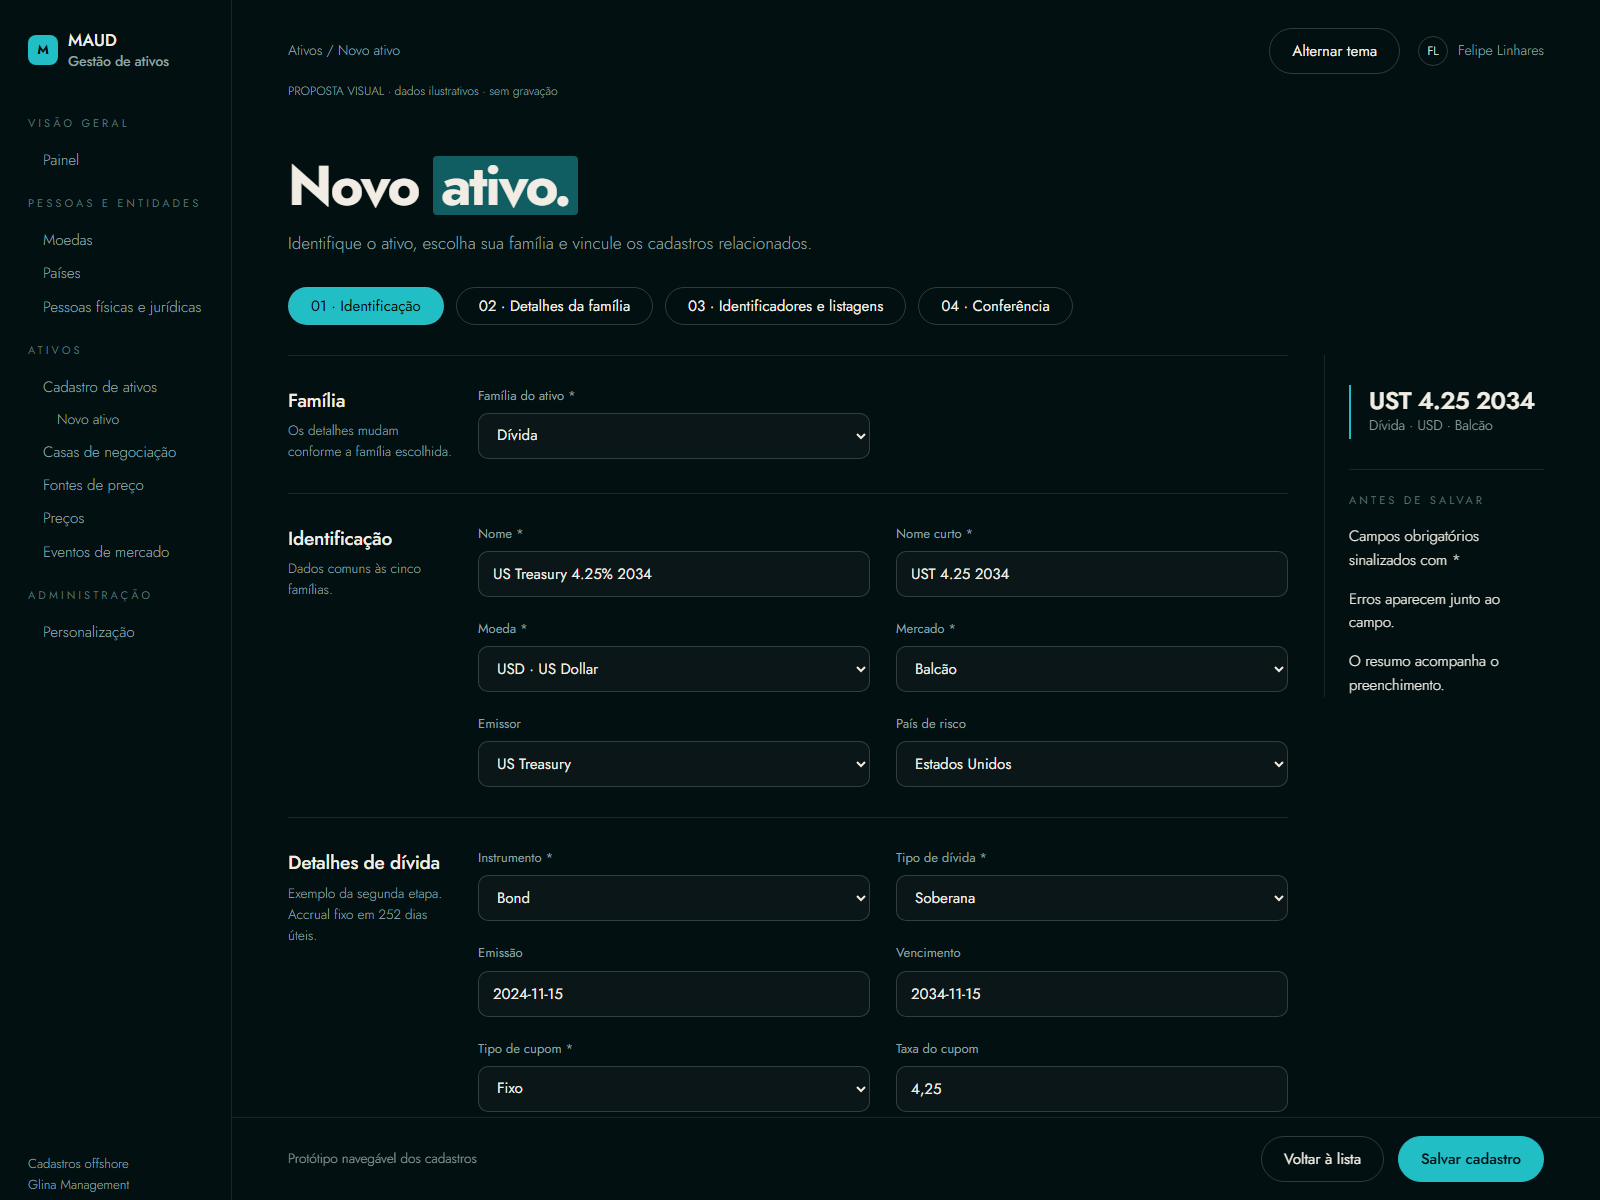 M
MAUD
Gestão de ativos
VISÃO GERAL
Painel
PESSOAS E ENTIDADES
Moedas
Países
Pessoas físicas e jurídicas
ATIVOS
Cadastro de ativos
Novo ativo
Casas de negociação
Fontes de preço
Preços
Eventos de mercado
ADMINISTRAÇÃO
Personalização
Cadastros offshore
Glina Management
Ativos / Novo ativo
Alternar tema
FL
Felipe Linhares
PROPOSTA VISUAL · dados ilustrativos · sem gravação
Novo ativo.
Identifique o ativo, escolha sua família e vincule os cadastros relacionados.
01 · Identificação
02 · Detalhes da família
03 · Identificadores e listagens
04 · Conferência
Família
Os detalhes mudam
conforme a família escolhida.
Família do ativo *
Dívida
Identificação
Dados comuns às cinco
famílias.
Nome *
US Treasury 4.25% 2034
Nome curto *
UST 4.25 2034
Moeda *
USD · US Dollar
Mercado *
Balcão
Emissor
US Treasury
País de risco
Estados Unidos
Detalhes de dívida
Exemplo da segunda etapa.
Accrual fixo em 252 dias
úteis.
Instrumento *
Bond
Tipo de dívida *
Soberana
Emissão
2024-11-15
Vencimento
2034-11-15
Tipo de cupom *
Fixo
Taxa do cupom
4,25
UST 4.25 2034
Dívida · USD · Balcão
ANTES DE SALVAR
Campos obrigatórios
sinalizados com *
Erros aparecem junto ao
campo.
O resumo acompanha o
preenchimento.
Protótipo navegável dos cadastros
Voltar à lista
Salvar cadastro